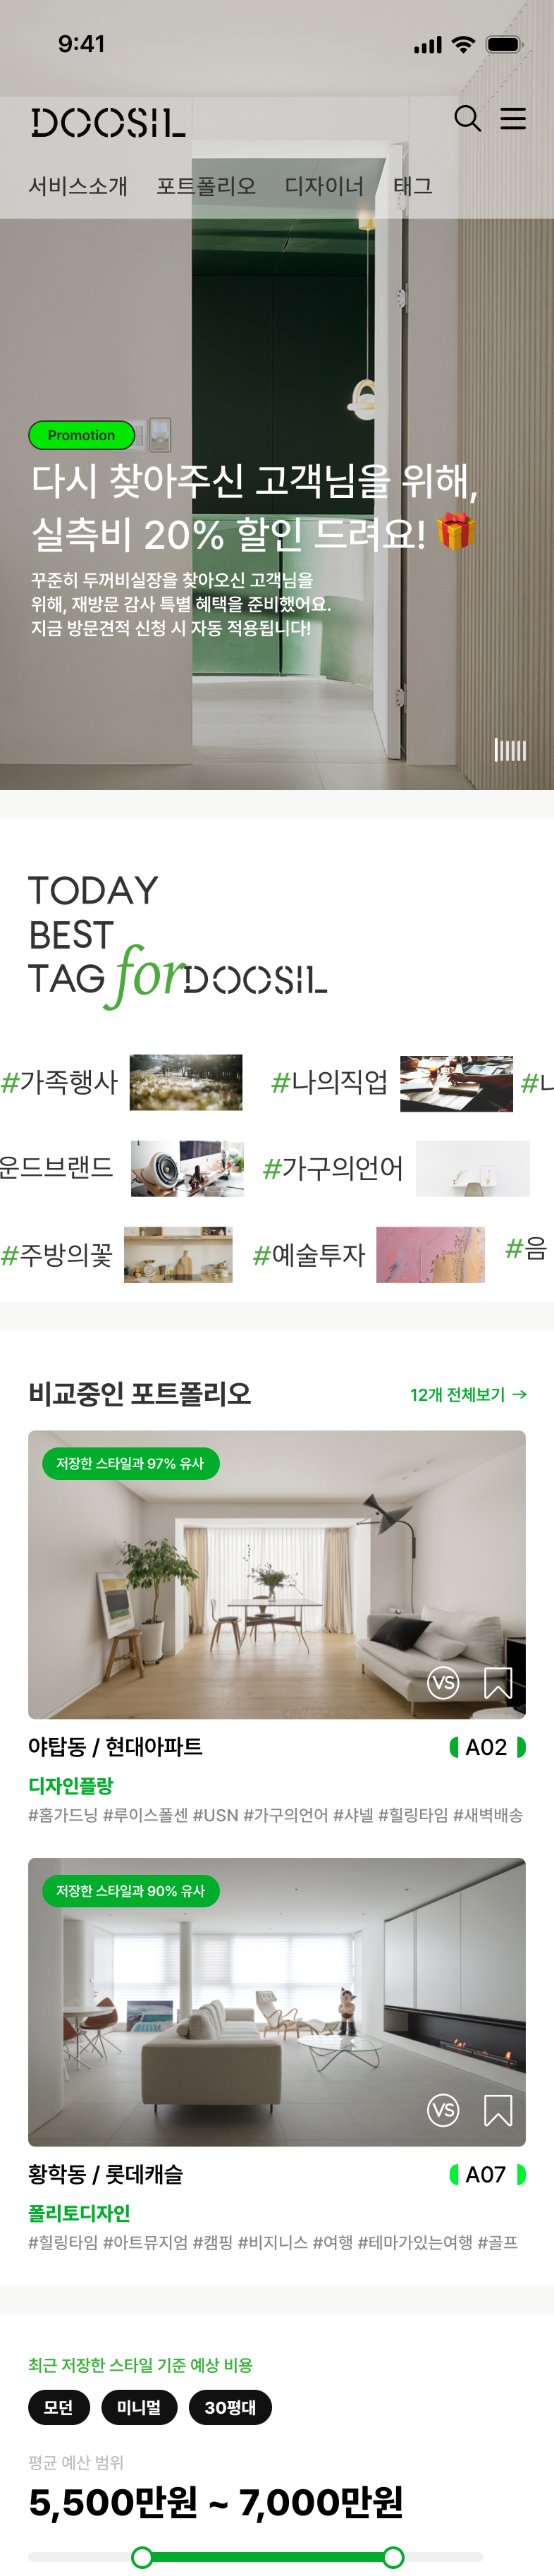 9:41
DOOSIL
서비스소개 포트폴리오 디자이너 태그
Promotion
다시 찾아주신 고객님을 위해,
실측비 20% 할인 드려요! 🎁
꾸준히 두꺼비실장을 찾아오신 고객님을
위해, 재방문 감사 특별 혜택을 준비했어요.
지금 방문견적 신청 시 자동 적용됩니다!
TODAY
BEST
TAG for DOOSIL
#가족행사 #나의직업 #
운드브랜드 #가구의언어
#주방의꽃 #예술투자 #음
비교중인 포트폴리오 12개 전체보기 →
저장한 스타일과 97% 유사
VS
야탑동 / 현대아파트 A02
디자인플랑
#홈가드닝 #루이스폴센 #USN #가구의언어 #샤넬 #힐링타임 #새벽배송
저장한 스타일과 90% 유사
VS
황학동 / 롯데캐슬 A07
폴리토디자인
#힐링타임 #아트뮤지엄 #캠핑 #비지니스 #여행 #테마가있는여행 #골프
최근 저장한 스타일 기준 예상 비용
모던 미니멀 30평대
평균 예산 범위
5,500만원 ~ 7,000만원